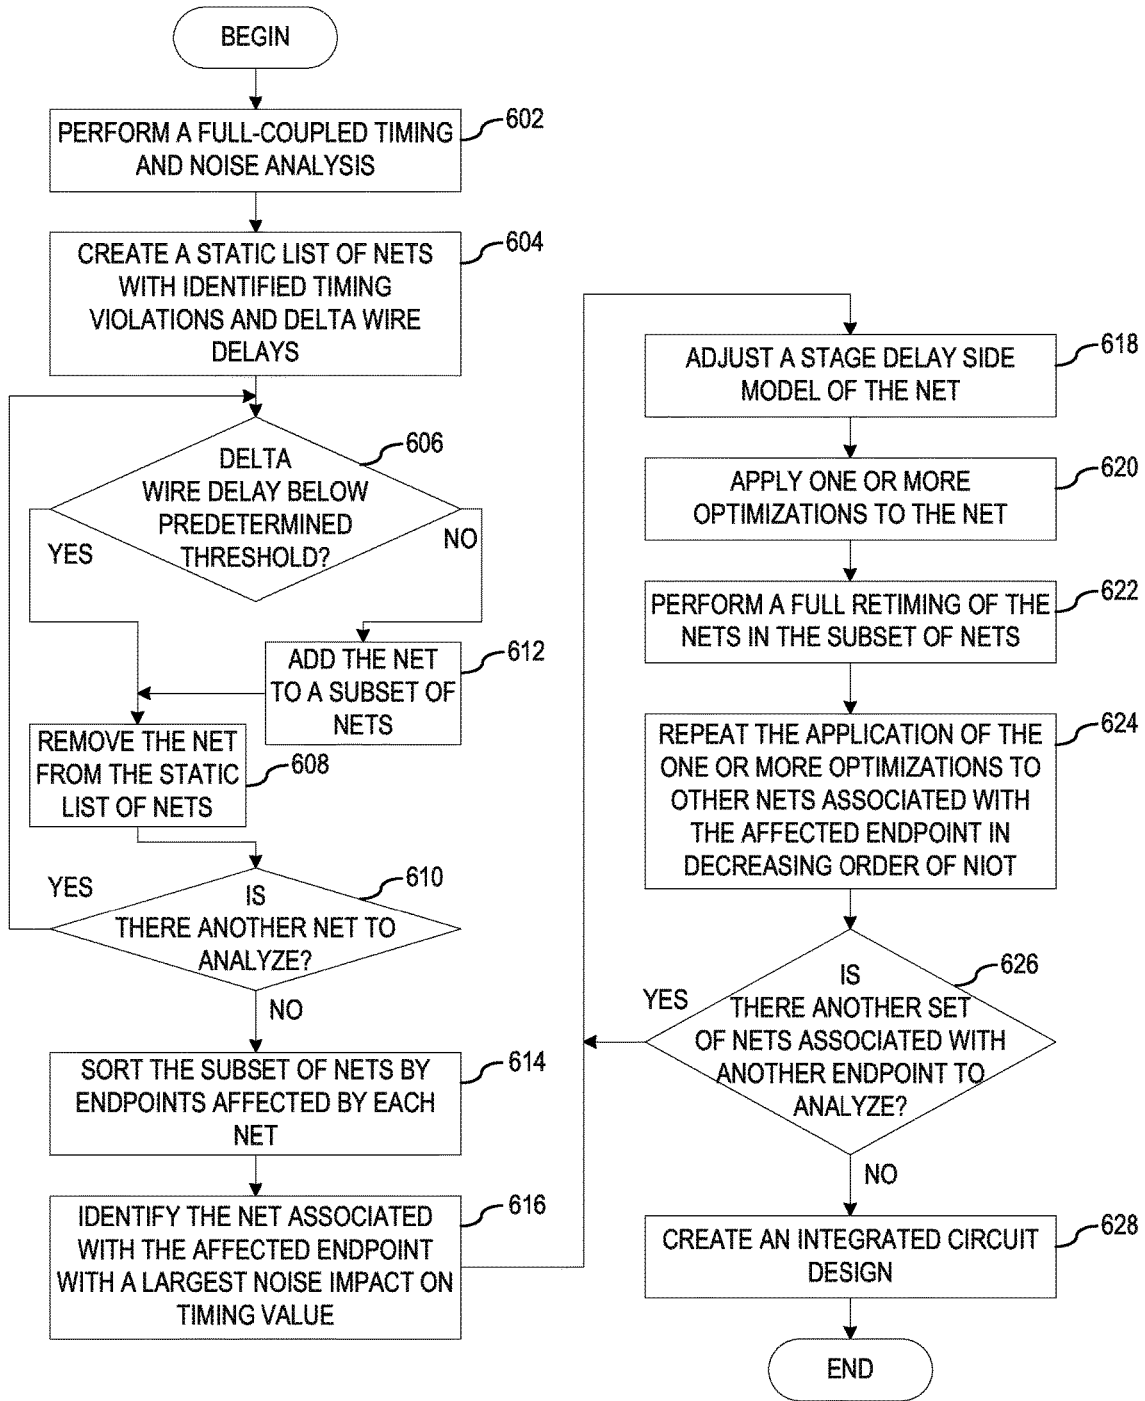 BEGIN
PERFORM A FULL-COUPLED TIMING
AND NOISE ANALYSIS
602
CREATE A STATIC LIST OF NETS
WITH IDENTIFIED TIMING
VIOLATIONS AND DELTA WIRE
DELAYS
604
DELTA
WIRE DELAY BELOW
PREDETERMINED
THRESHOLD?
606
YES
NO
ADD THE NET
TO A SUBSET OF
NETS
612
REMOVE THE NET
FROM THE STATIC
LIST OF NETS
608
IS
THERE ANOTHER NET TO
ANALYZE?
610
YES
NO
SORT THE SUBSET OF NETS BY
ENDPOINTS AFFECTED BY EACH
NET
614
IDENTIFY THE NET ASSOCIATED
WITH THE AFFECTED ENDPOINT
WITH A LARGEST NOISE IMPACT ON
TIMING VALUE
616
ADJUST A STAGE DELAY SIDE
MODEL OF THE NET
618
APPLY ONE OR MORE
OPTIMIZATIONS TO THE NET
620
PERFORM A FULL RETIMING OF THE
NETS IN THE SUBSET OF NETS
622
REPEAT THE APPLICATION OF THE
ONE OR MORE OPTIMIZATIONS TO
OTHER NETS ASSOCIATED WITH
THE AFFECTED ENDPOINT IN
DECREASING ORDER OF NIOT
624
IS
THERE ANOTHER SET
OF NETS ASSOCIATED WITH
ANOTHER ENDPOINT TO
ANALYZE?
626
YES
NO
CREATE AN INTEGRATED CIRCUIT
DESIGN
628
END